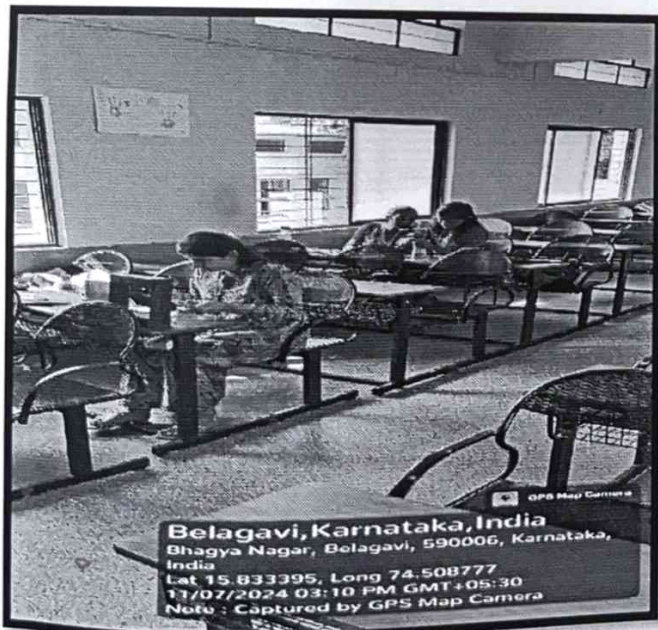 GPS Map Camera
Belagavi,Karnataka,India
Bhagya Nagar, Belagavi, 590006, Karnataka,
India
Lat 15.833395, Long 74.508777
11/07/2024 03:10 PM GMT+05:30
Note : Captured by GPS Map Camera